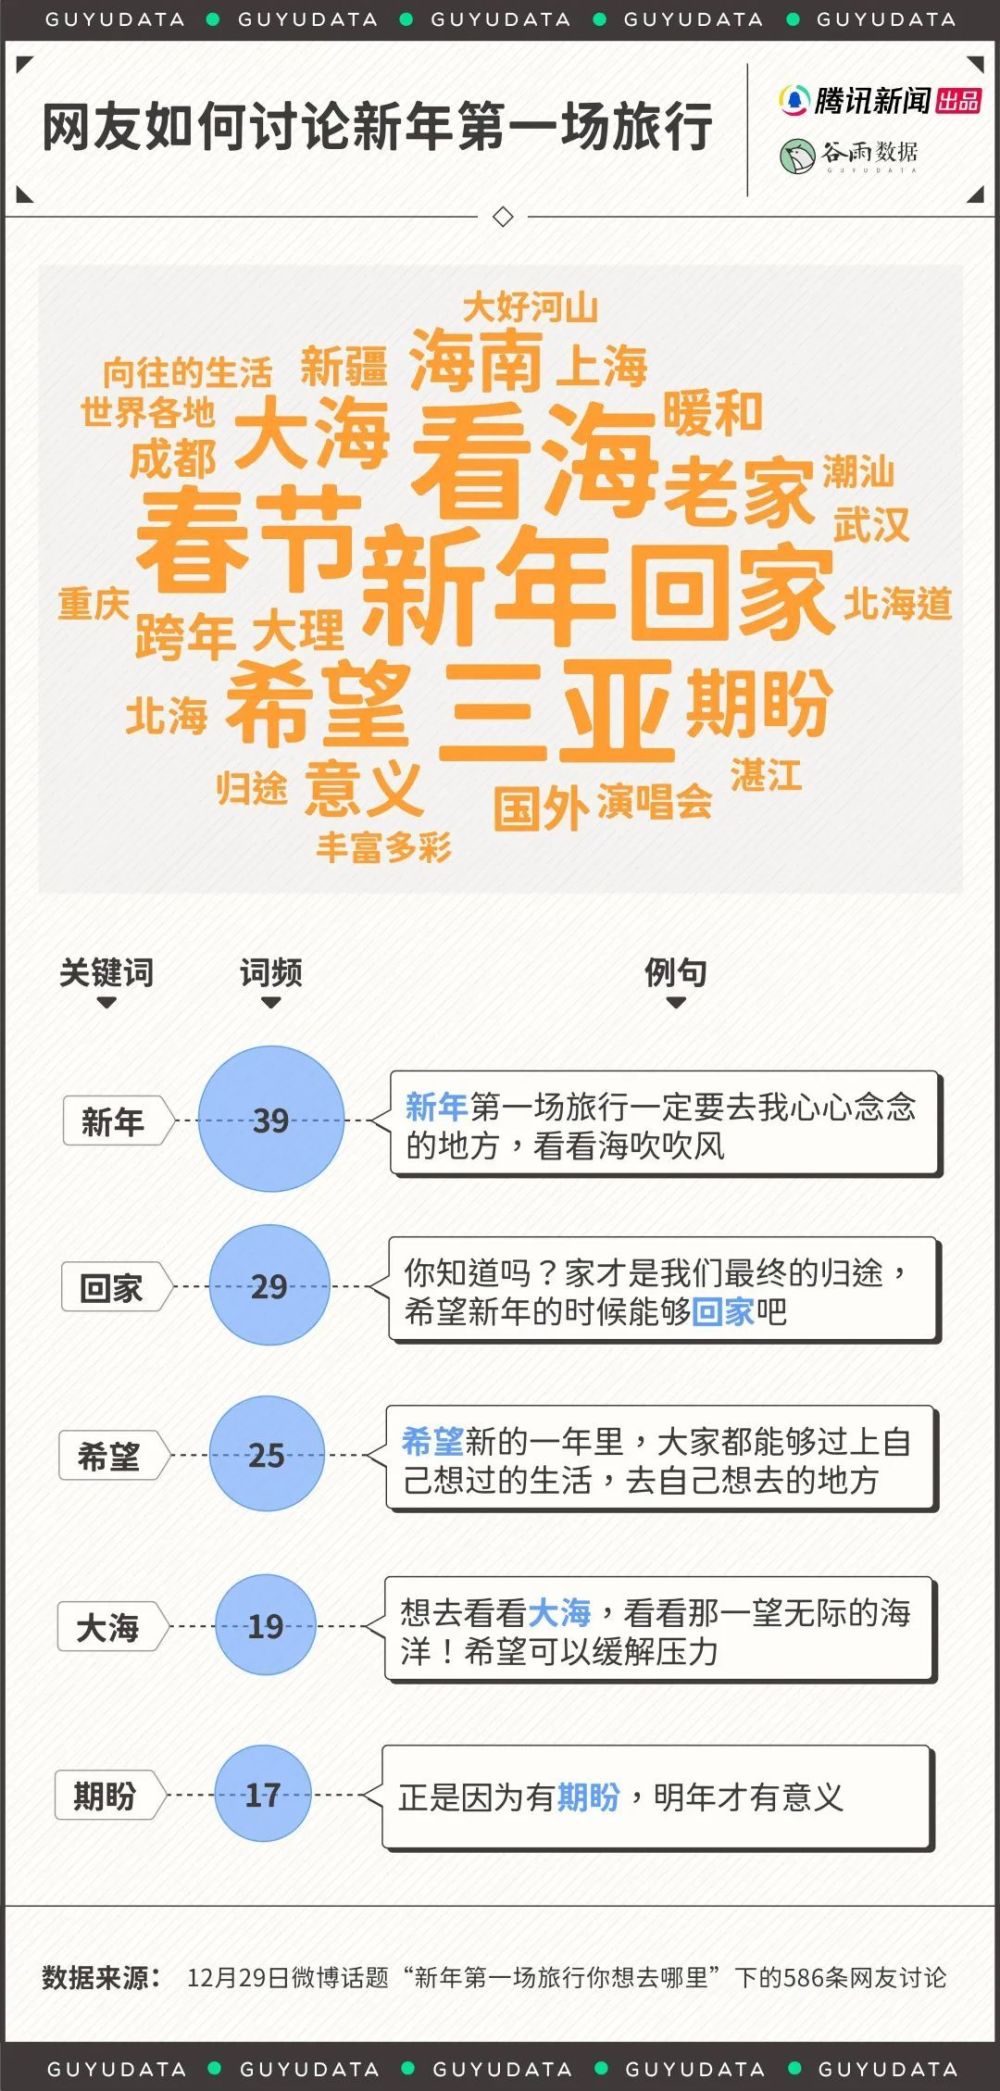 GUYUDATA GUYUDATA GUYUDATA GUYUDATA GUYUDATA
网友如何讨论新年第一场旅行
腾讯新闻 出品
谷雨数据
GUYUDATA
大好河山
向往的生活 新疆 海南 上海
世界各地 大海 看海 暖和
成都 老家 潮汕
春节 武汉
新年 回家
重庆 跨年 大理 北海道
北海 希望 三亚 期盼
归途 意义 国外 演唱会 湛江
丰富多彩
关键词 词频 例句
新年 39
新年第一场旅行一定要去我心心念念
的地方，看看海吹吹风
回家 29
你知道吗？家才是我们最终的归途，
希望新年的时候能够回家吧
希望 25
希望新的一年里，大家都能够过上自
己想过的生活，去自己想去的地方
大海 19
想去看看大海，看看那一望无际的海
洋！希望可以缓解压力
期盼 17
正是因为有期盼，明年才有意义
数据来源： 12月29日微博话题“新年第一场旅行你想去哪里”下的586条网友讨论
GUYUDATA GUYUDATA GUYUDATA GUYUDATA GUYUDATA